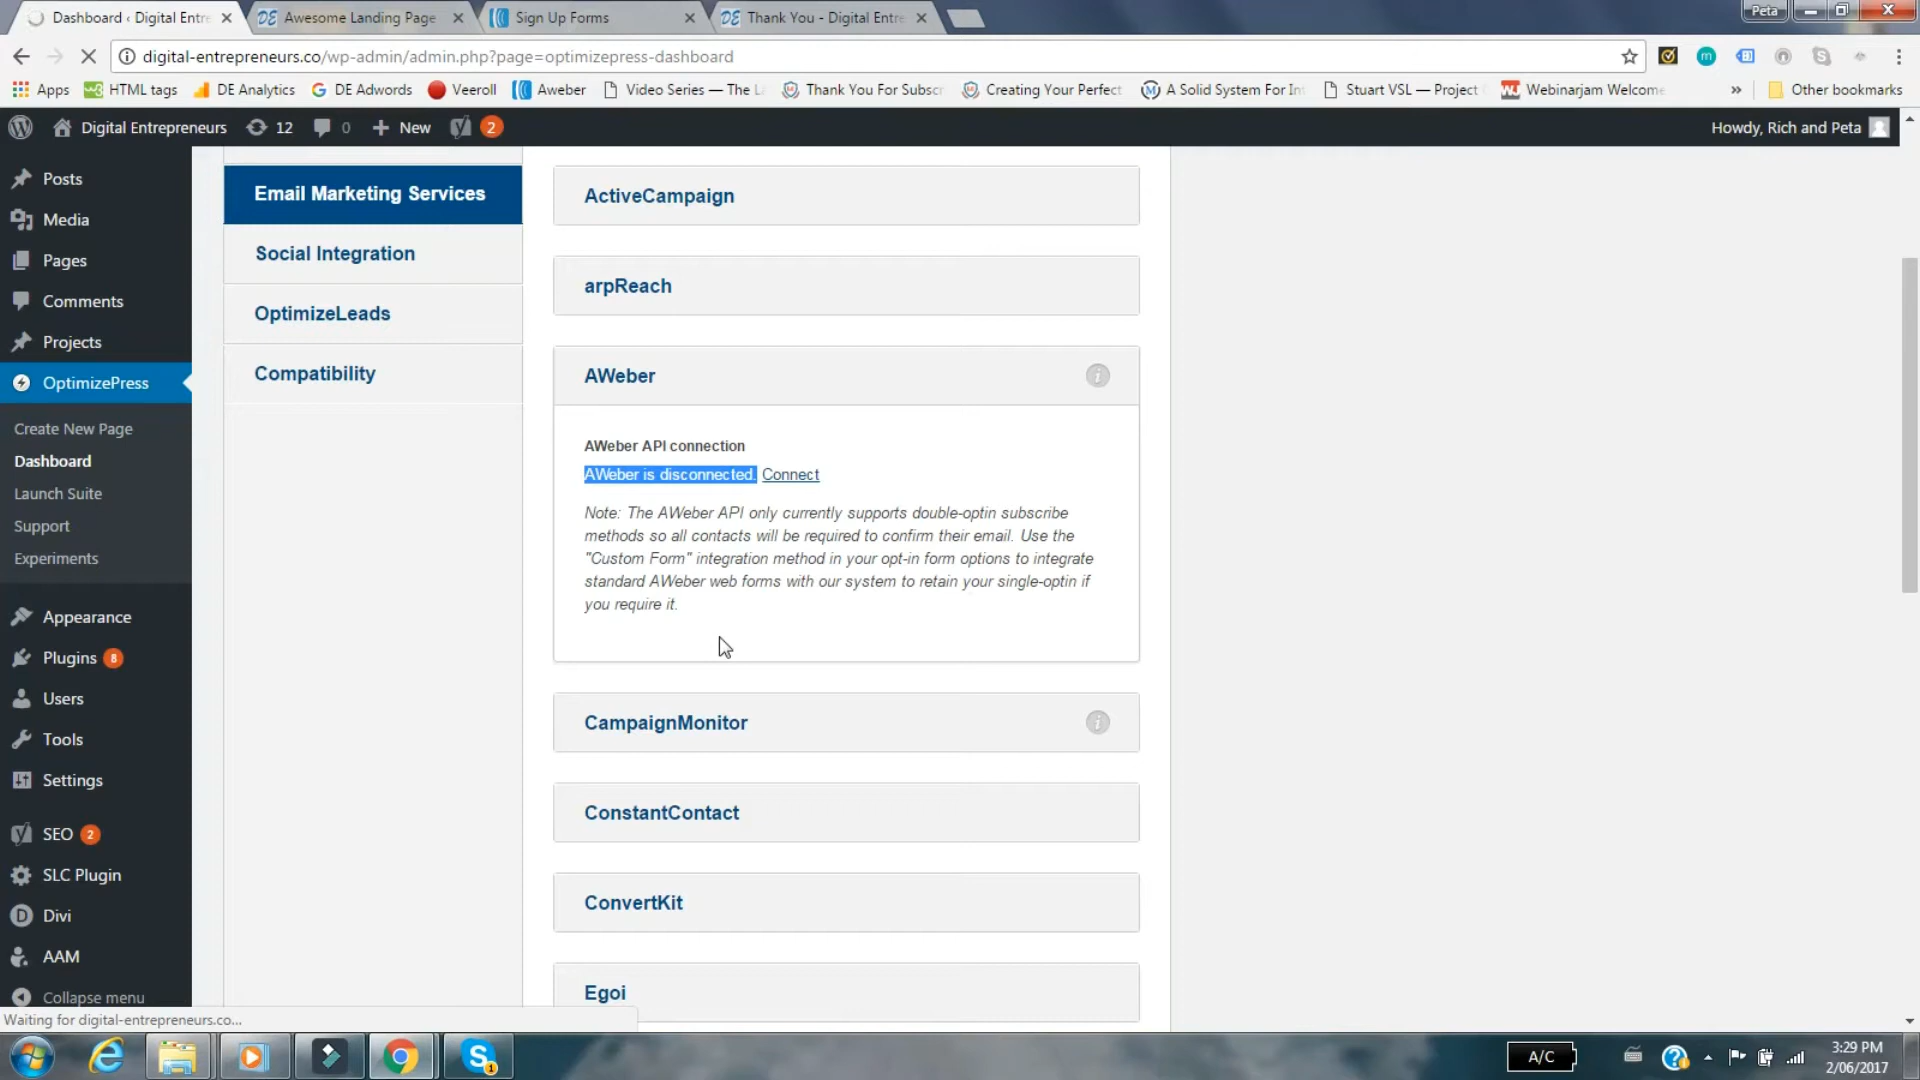 Dashboard ‹ Digital Entre
Awesome Landing Page
Sign Up Forms
Thank You - Digital Entre
Peta
digital-entrepreneurs.co/wp-admin/admin.php?page=optimizepress-dashboard
Apps
HTML tags
DE Analytics
DE Adwords
Veeroll
Aweber
Video Series — The L
Thank You For Subscr
Creating Your Perfect
A Solid System For In
Stuart VSL — Project
Webinarjam Welcome
»
Other bookmarks
Digital Entrepreneurs
12
0
New
2
Howdy, Rich and Peta
Posts
Media
Pages
Comments
Projects
OptimizePress
Create New Page
Dashboard
Launch Suite
Support
Experiments
Appearance
Plugins 8
Users
Tools
Settings
SEO 2
SLC Plugin
Divi
AAM
Collapse menu
Email Marketing Services
Social Integration
OptimizeLeads
Compatibility
ActiveCampaign
arpReach
AWeber
AWeber API connection
AWeber is disconnected. Connect
Note: The AWeber API only currently supports double-optin subscribe
methods so all contacts will be required to confirm their email. Use the
"Custom Form" integration method in your opt-in form options to integrate
standard AWeber web forms with our system to retain your single-optin if
you require it.
CampaignMonitor
ConstantContact
ConvertKit
Egoi
Waiting for digital-entrepreneurs.co...
A/C
3:29 PM
2/06/2017